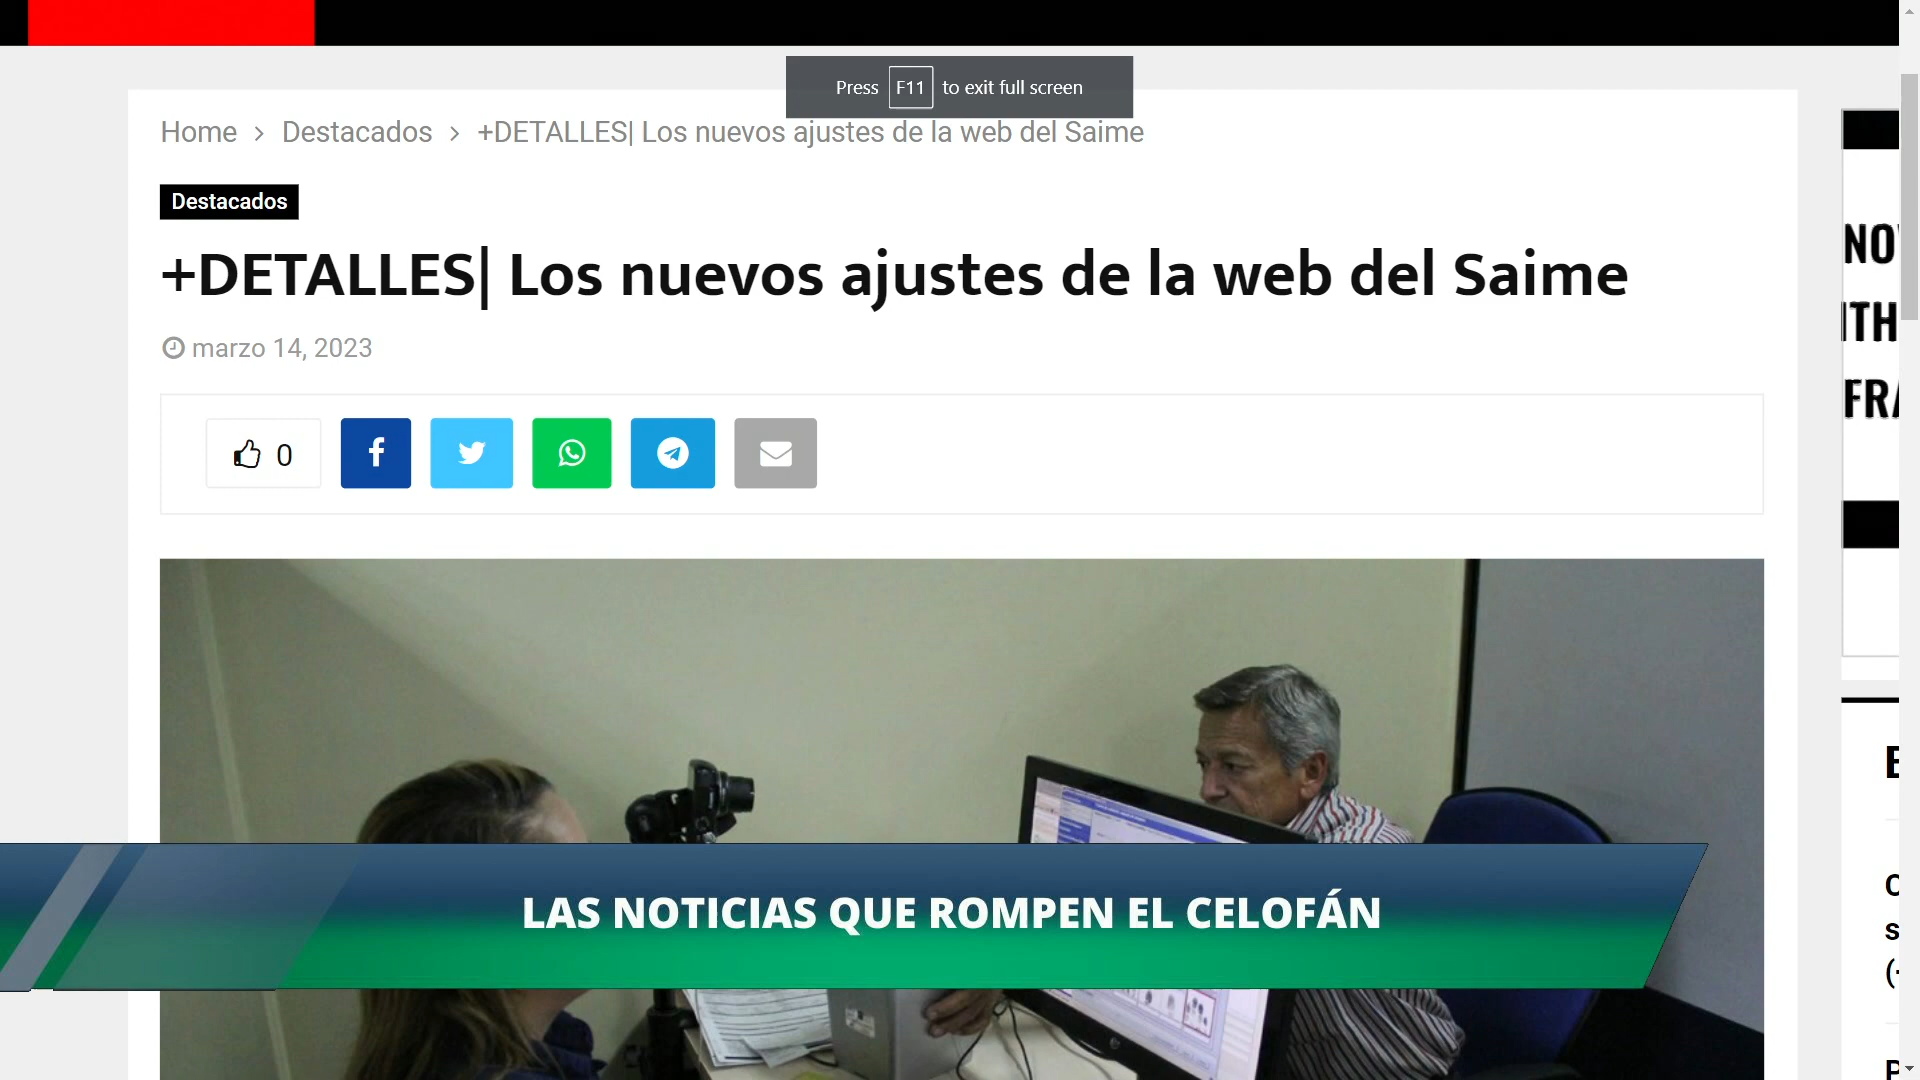 Press F11 to exit full screen
Home > Destacados > +DETALLES| Los nuevos ajustes de la web del Saime
Destacados
+DETALLES| Los nuevos ajustes de la web del Saime
marzo 14, 2023
0
LAS NOTICIAS QUE ROMPEN EL CELOFÁN